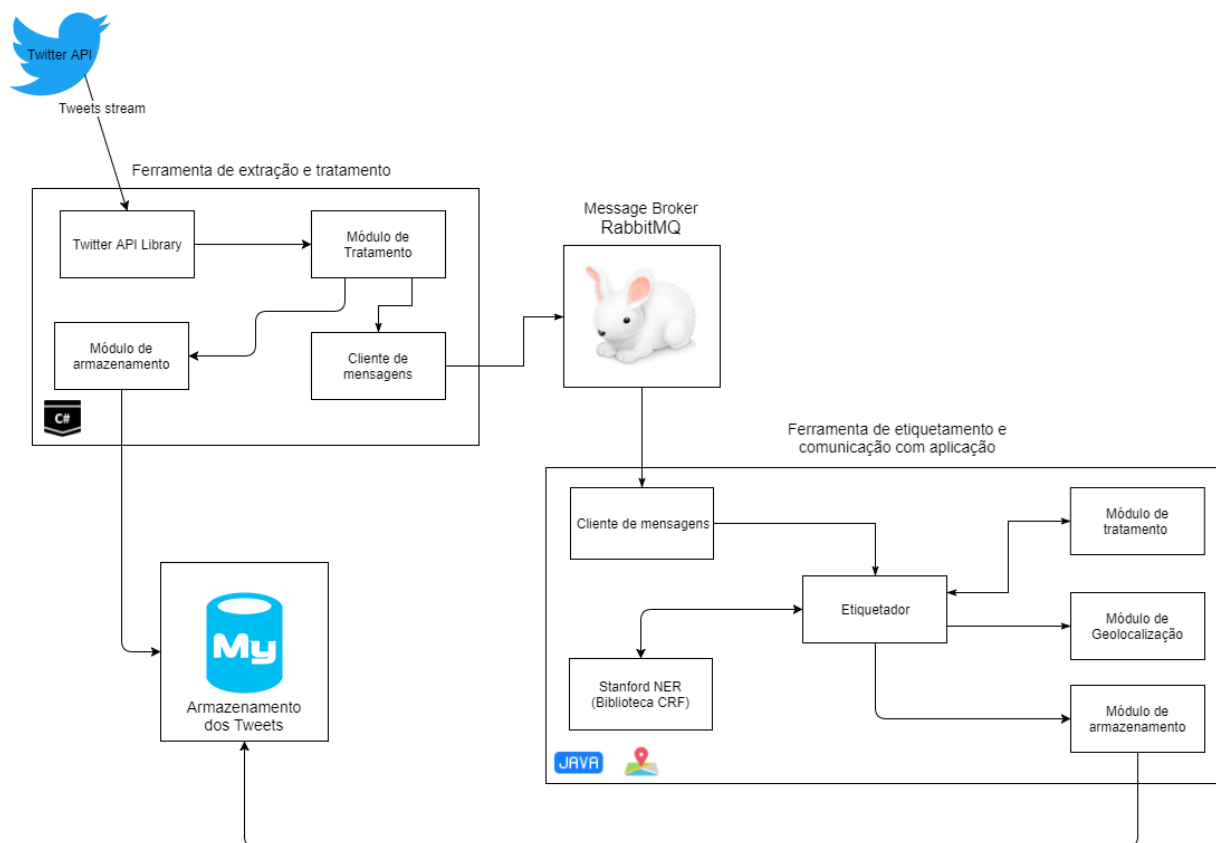 Twitter API
Tweets stream
Ferramenta de extração e tratamento
Twitter API Library
Módulo de
Tratamento
Módulo de
armazenamento
Cliente de
mensagens
C#
Message Broker
RabbitMQ
Ferramenta de etiquetamento e
comunicação com aplicação
Cliente de mensagens
Módulo de
tratamento
Etiquetador
Módulo de
Geolocalização
Stanford NER
(Biblioteca CRF)
Módulo de
armazenamento
JAVA
My
Armazenamento
dos Tweets